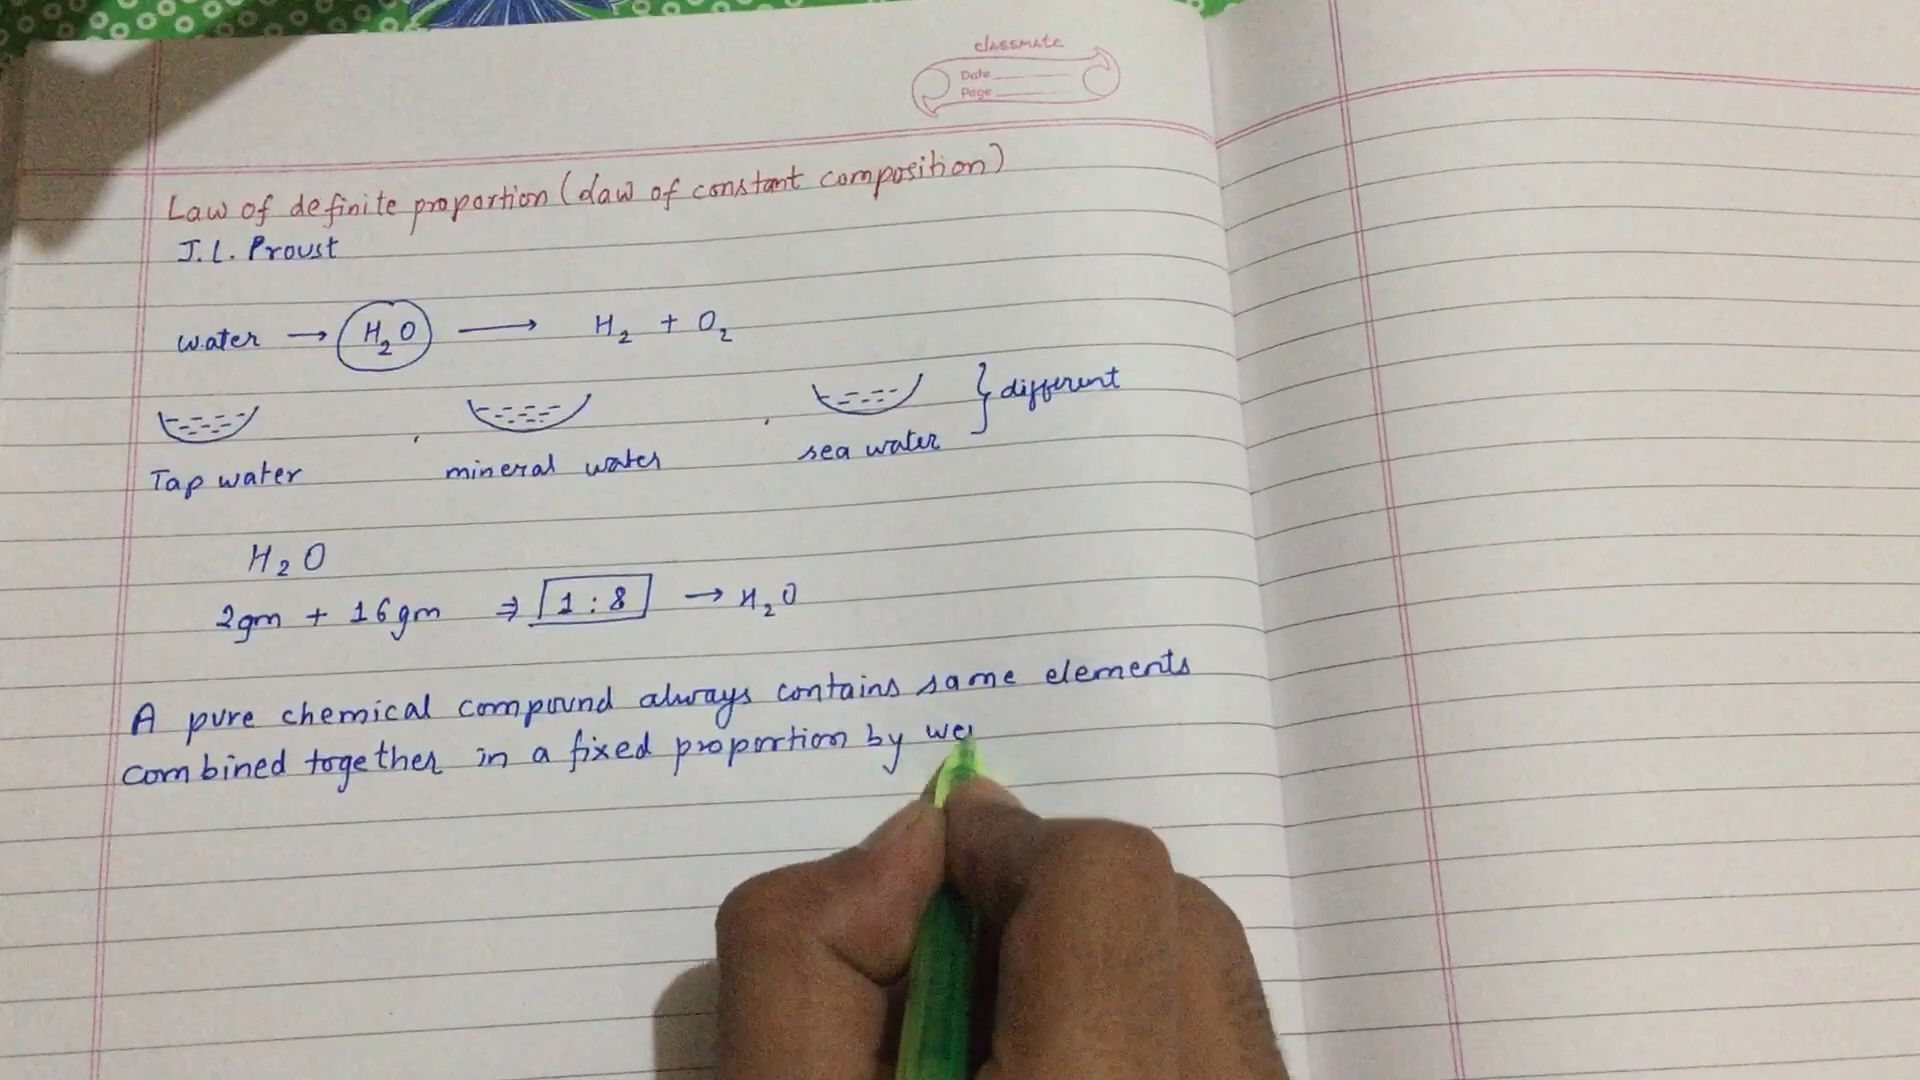 classmate
Date
Page
Law of definite proportion (Law of constant composition)
J.L. Proust
water → H₂O → H₂ + O₂
} different
Tap water , mineral water , sea water
H₂O
2gm + 16gm ⇒ 1 : 8 → H₂O
A pure chemical compound always contains same elements
combined together in a fixed proportion by